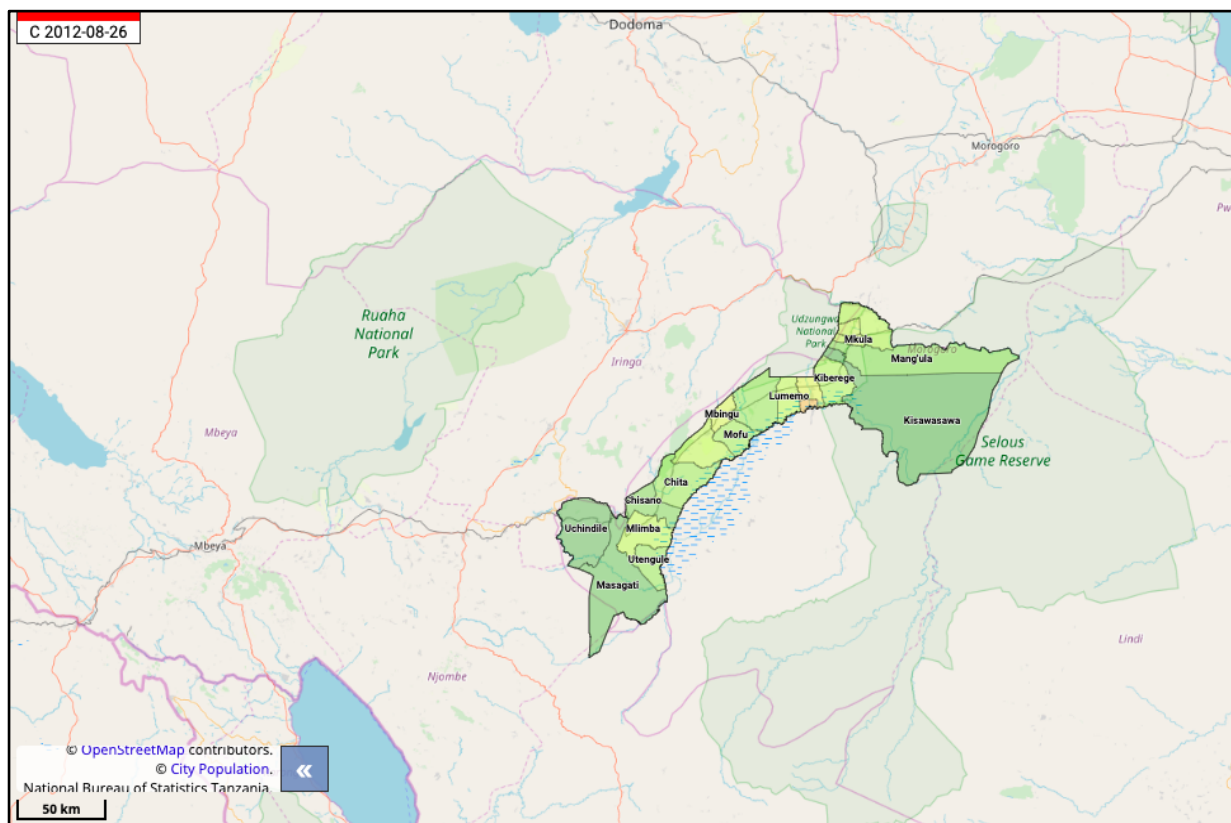 C 2012-08-26
Dodoma
Morogoro
Pw
Ruaha
National
Park
Udzungwa
National
Park
Mkula
Morogoro
Mang'ula
Iringa
Kiberege
Lumemo
Mbingu
Kisawasawa
Mofu
Mbeya
Selous
Game Reserve
Chita
Chisano
Uchindile
Mlimba
Mbeya
Utengule
Masagati
Lindi
Njombe
© OpenStreetMap contributors.
© City Population.
National Bureau of Statistics Tanzania.
«
50 km